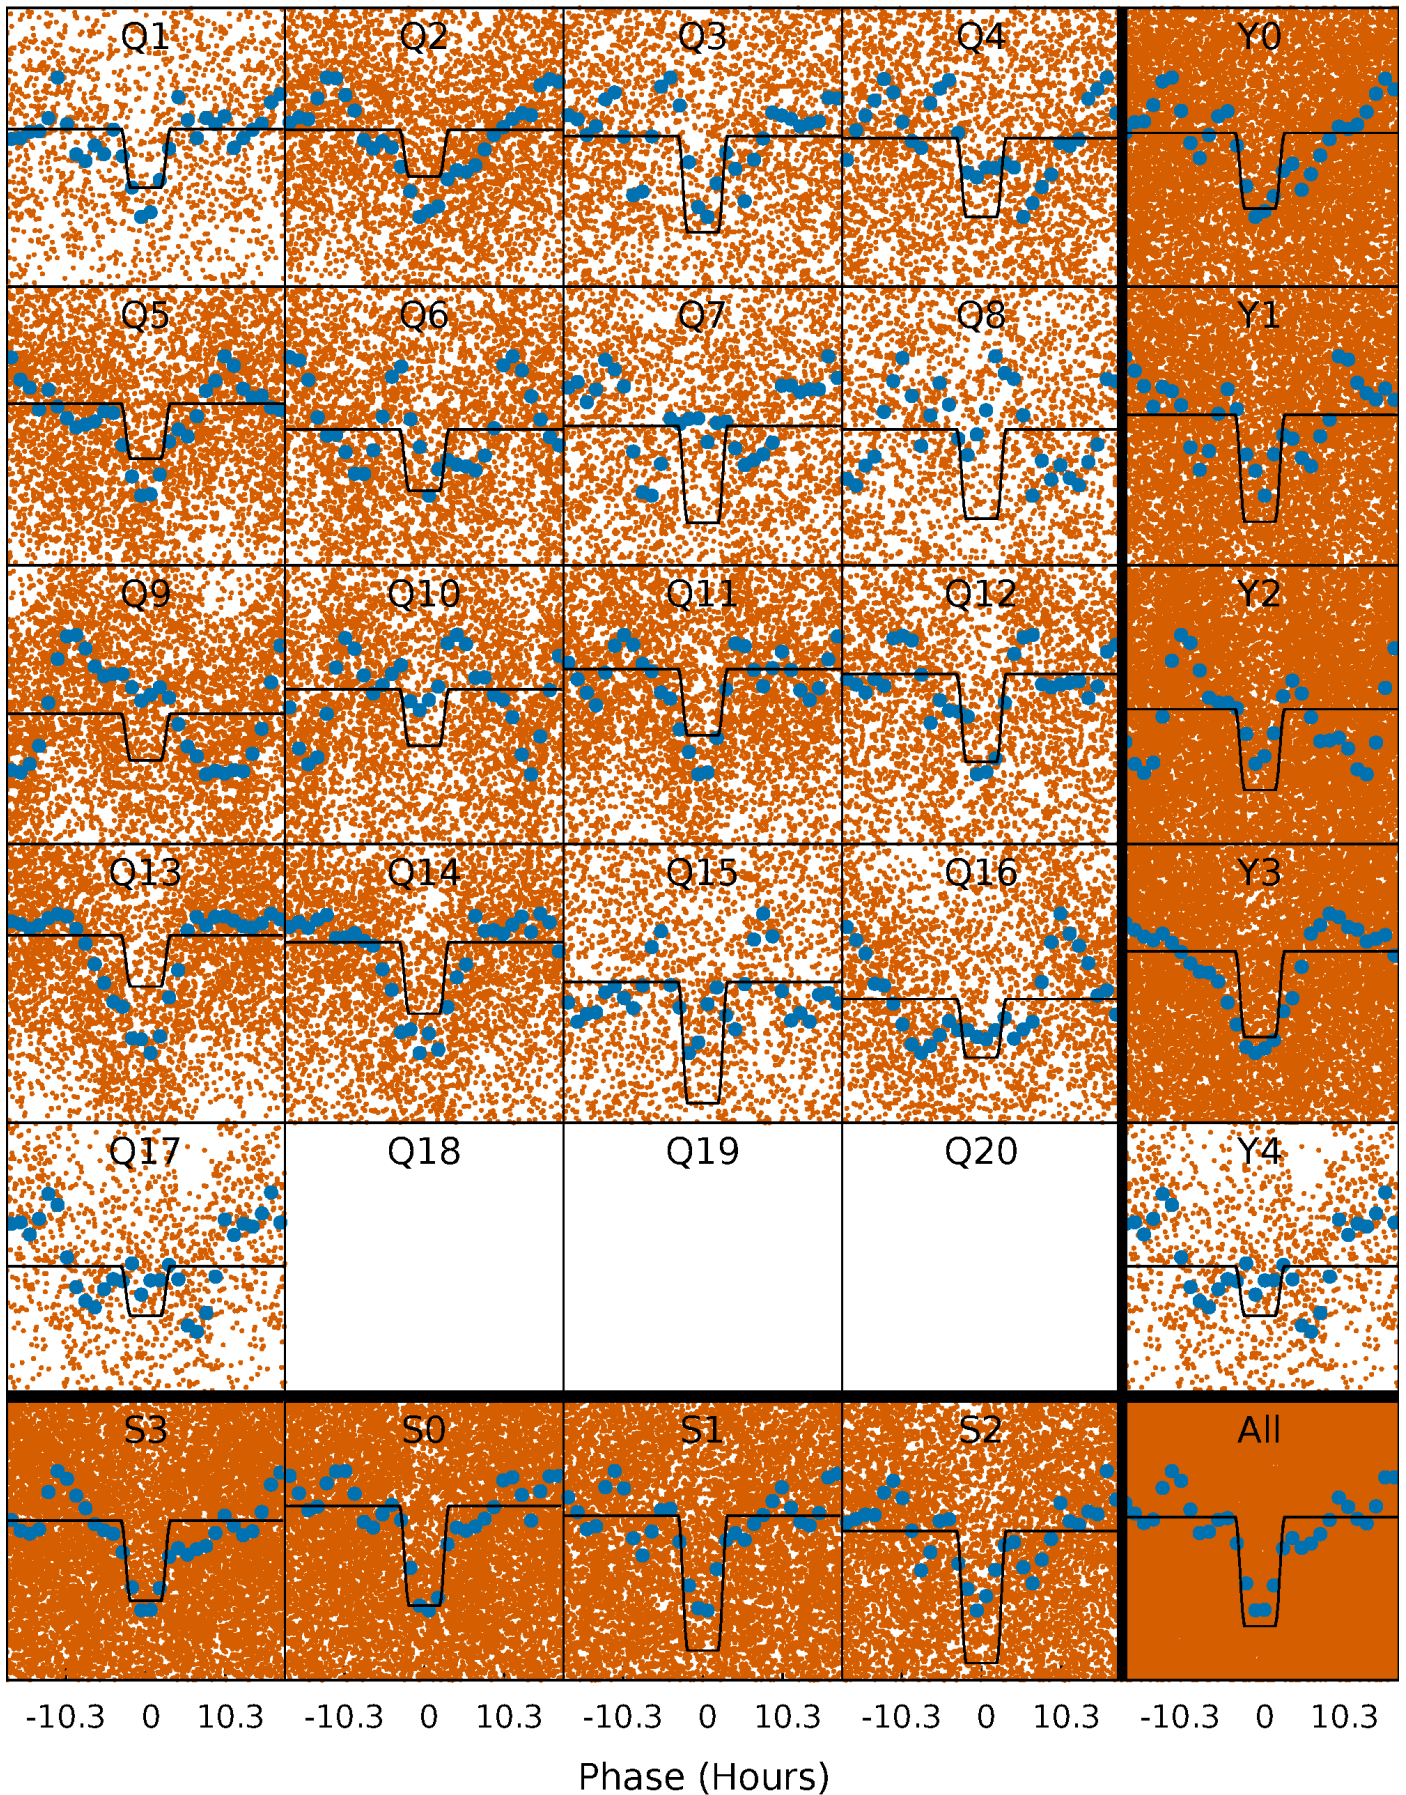 Q1 Q2 Q3 Q4 Y0
Q5 Q6 Q7 Q8 Y1
Q9 Q10 Q11 Q12 Y2
Q13 Q14 Q15 Q16 Y3
Q17 Q18 Q19 Q20 Y4
S3 S0 S1 S2 All
-10.3 0 10.3 -10.3 0 10.3 -10.3 0 10.3 -10.3 0 10.3 -10.3 0 10.3
Phase (Hours)